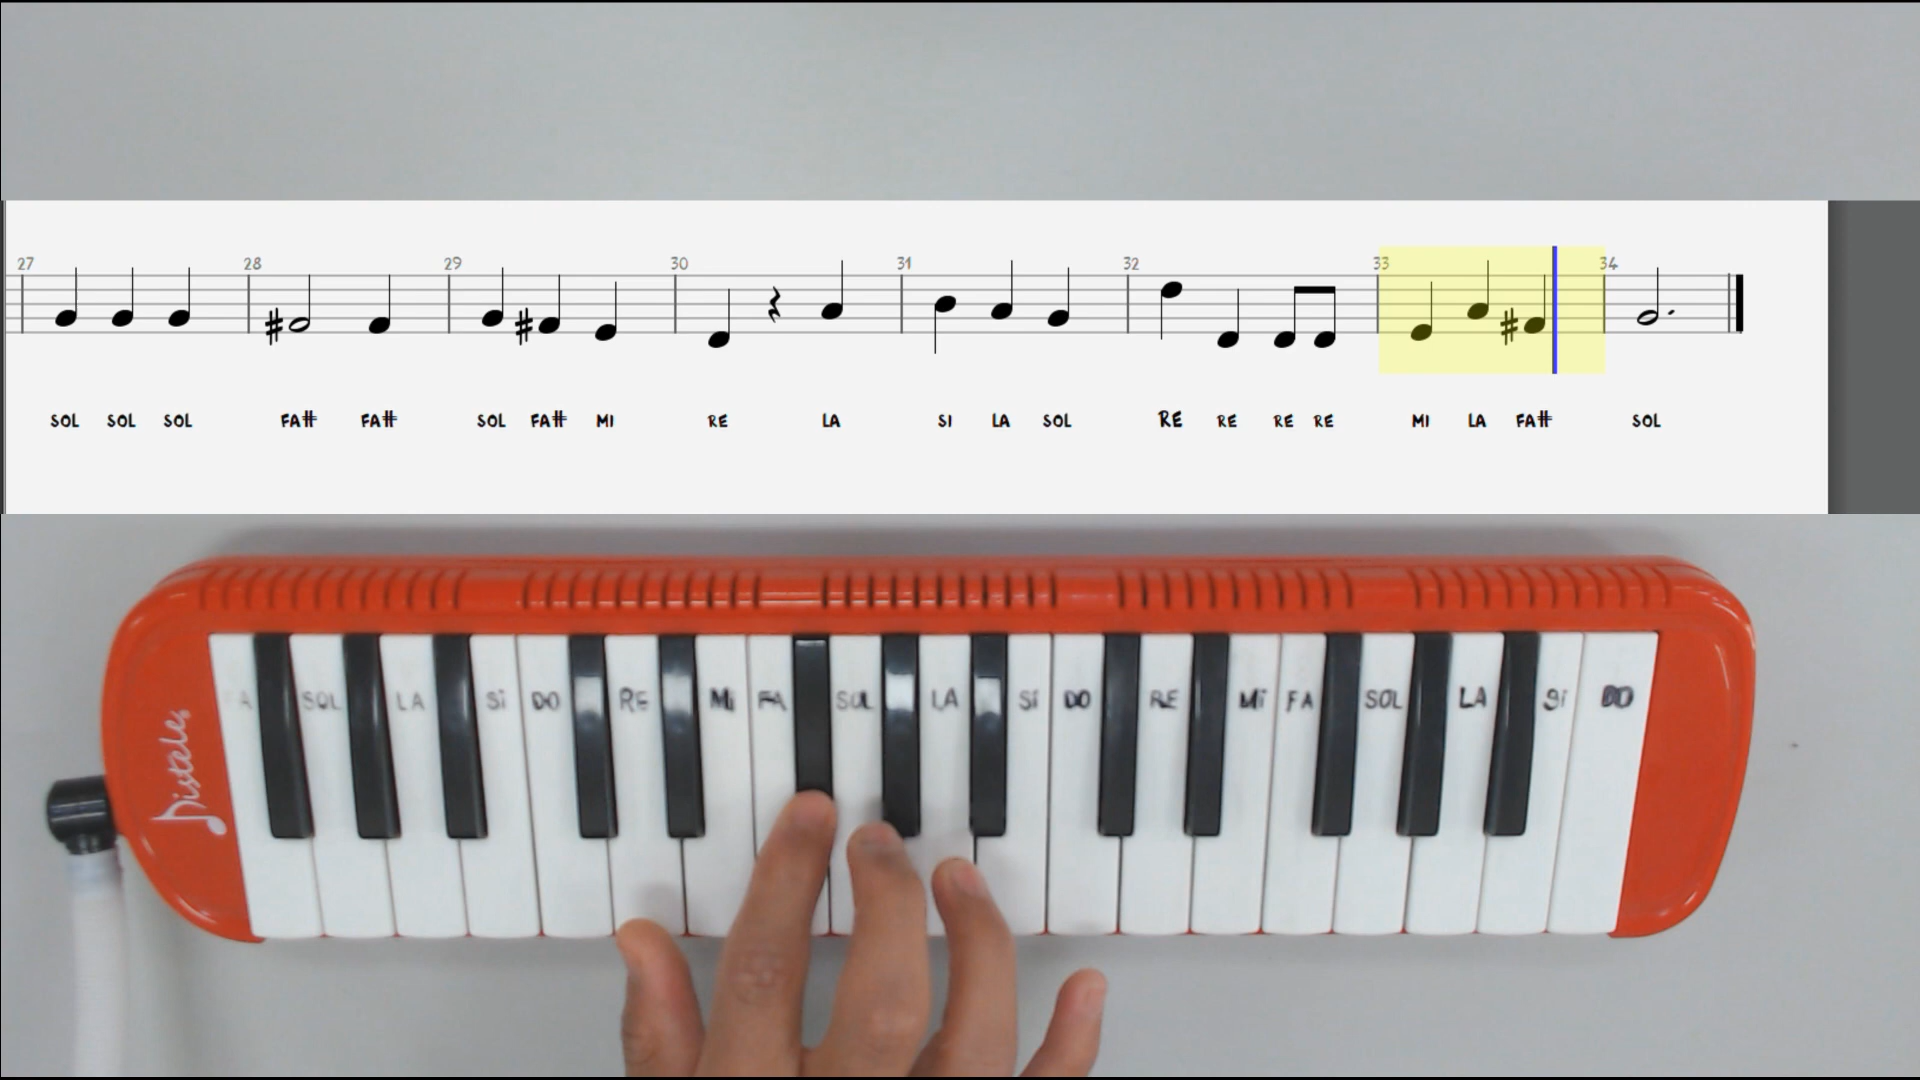 27 28 29 30 31 32 33 34
SOL SOL SOL FA# FA# SOL FA# MI RE LA SI LA SOL RE RE RE RE MI LA FA# SOL
FA SOL LA Si DO RE Mi FA SOL LA Si DO RE Mi FA SOL LA Si DO
Disteles